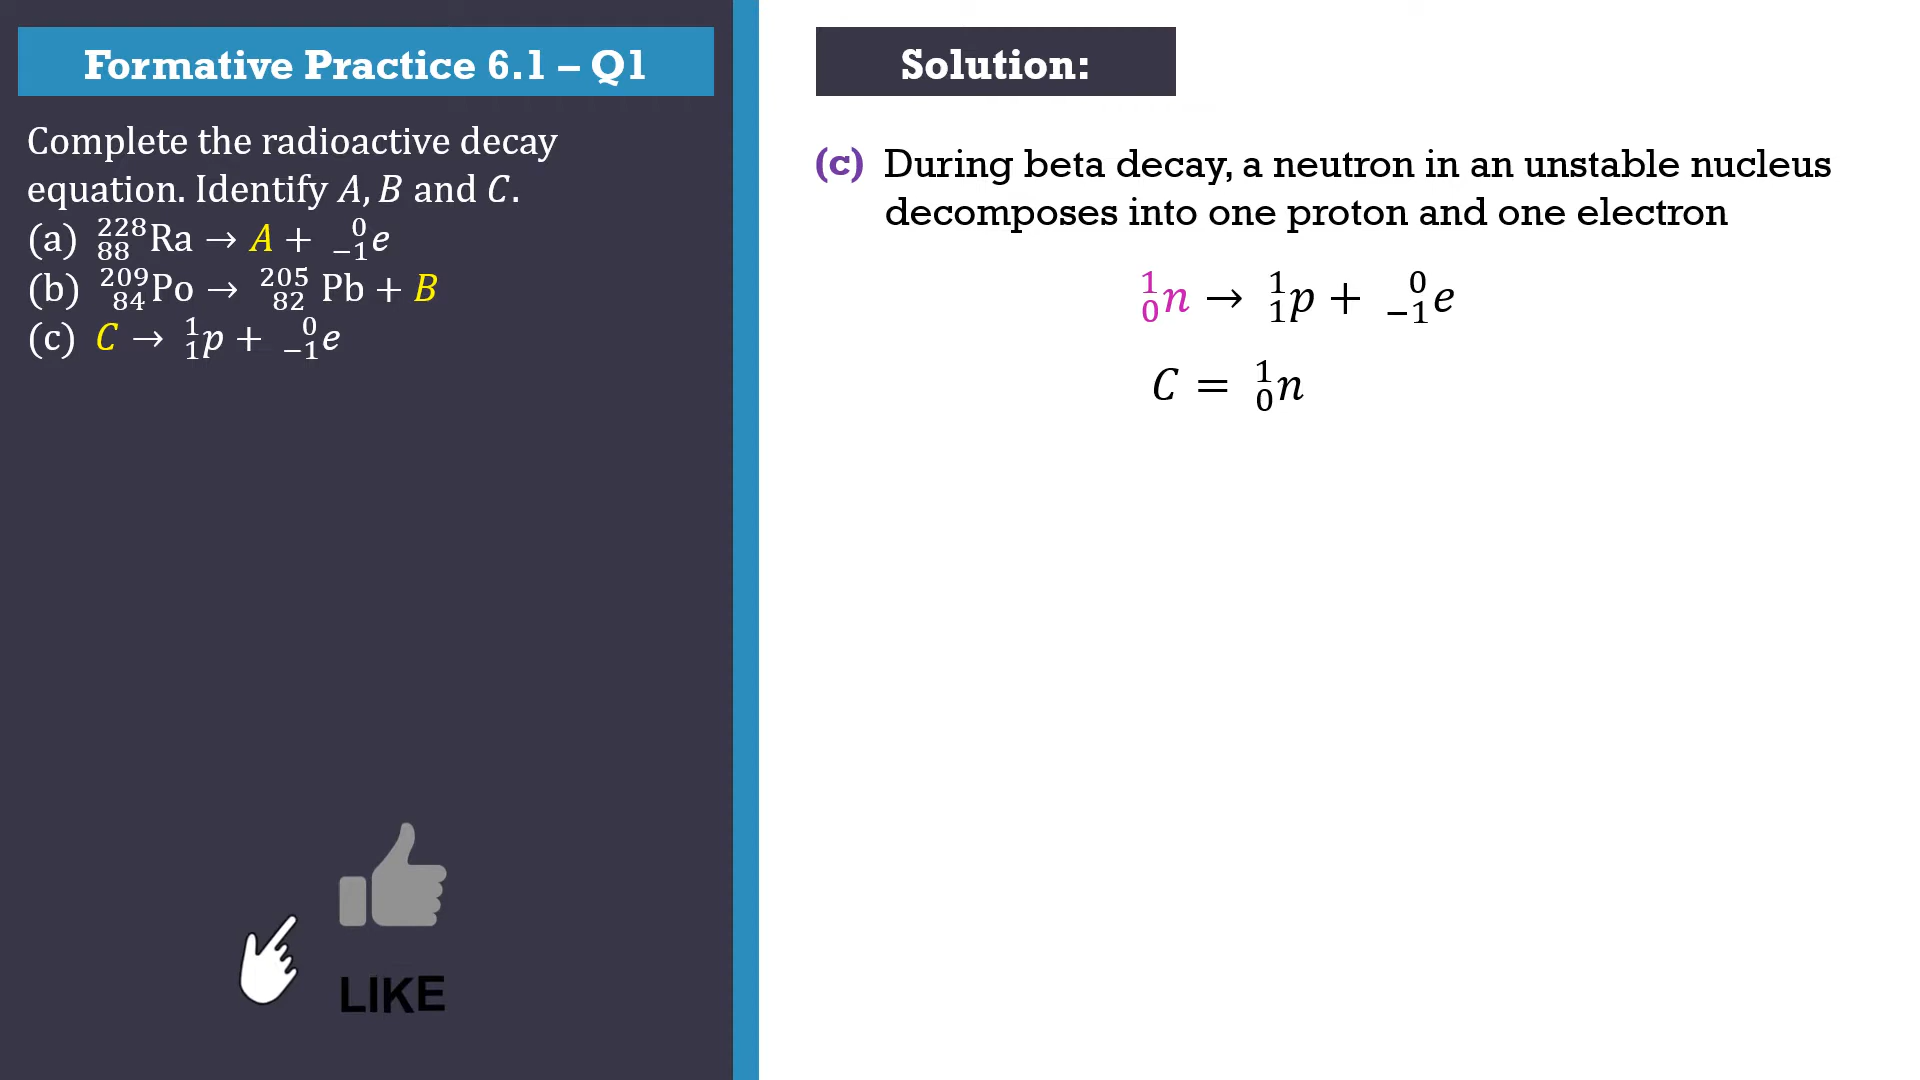 Formative Practice 6.1 – Q1
Complete the radioactive decay
equation. Identify A, B and C.
(a) ²²⁸₈₈Ra → A + ⁰₋₁e
(b) ²⁰⁹₈₄Po → ²⁰⁵₈₂Pb + B
(c) C → ¹₁p + ⁰₋₁e
LIKE
Solution:
(c) During beta decay, a neutron in an unstable nucleus
decomposes into one proton and one electron
¹₀n → ¹₁p + ⁰₋₁e
C = ¹₀n